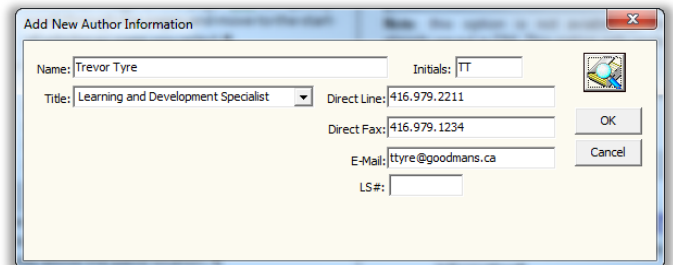 Add New Author Information
Name: Trevor Tyre Initials: TT
Title: Learning and Development Specialist Direct Line: 416.979.2211
Direct Fax: 416.979.1234 OK
E-Mail: ttyre@goodmans.ca Cancel
LS#: